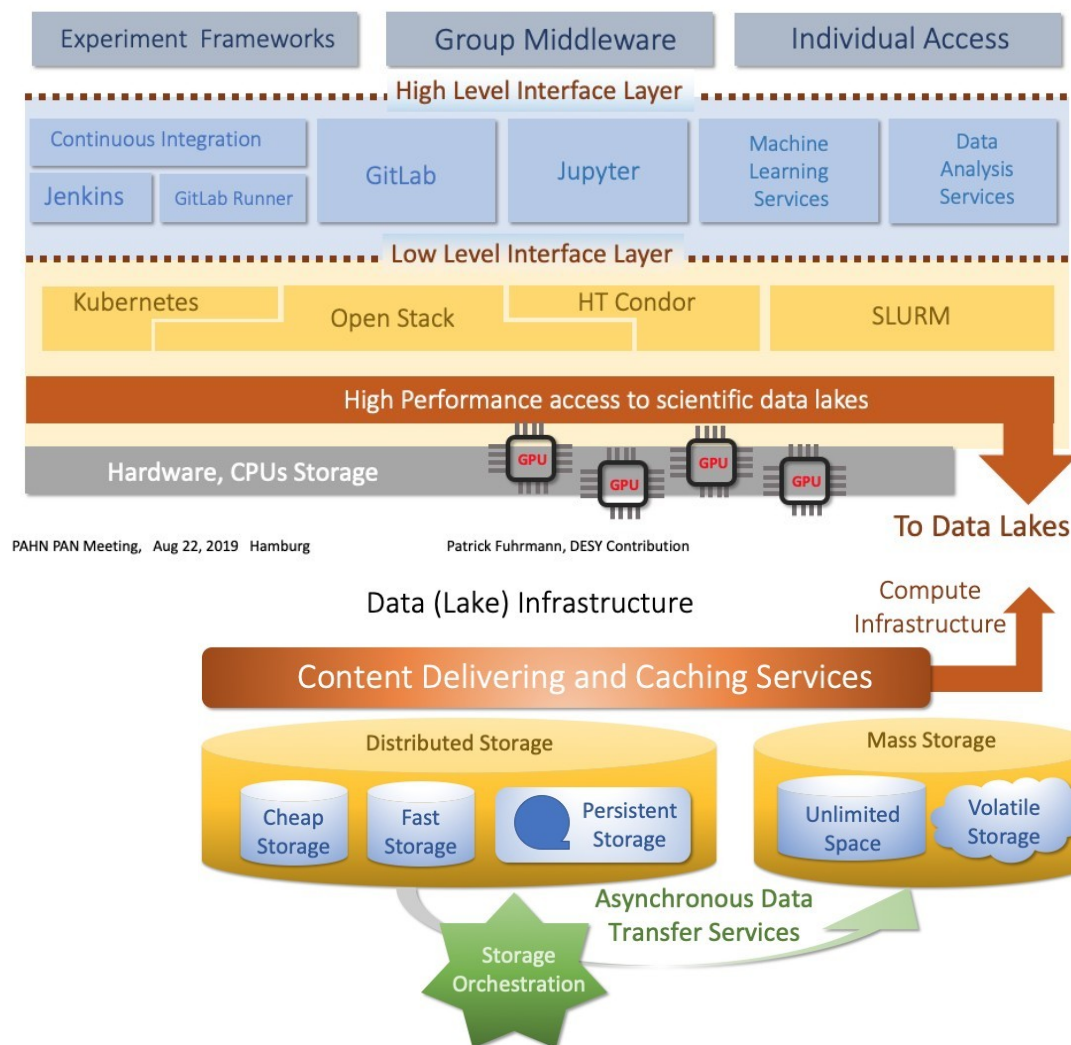 Experiment Frameworks
Group Middleware
Individual Access
High Level Interface Layer
Continuous Integration
Jenkins
GitLab Runner
GitLab
Jupyter
Machine
Learning
Services
Data
Analysis
Services
Low Level Interface Layer
Kubernetes
Open Stack
HT Condor
SLURM
High Performance access to scientific data lakes
Hardware, CPUs Storage
GPU
GPU
GPU
GPU
To Data Lakes
PAHN PAN Meeting, Aug 22, 2019 Hamburg
Patrick Fuhrmann, DESY Contribution
Data (Lake) Infrastructure
Compute
Infrastructure
Content Delivering and Caching Services
Distributed Storage
Cheap
Storage
Fast
Storage
Persistent
Storage
Mass Storage
Unlimited
Space
Volatile
Storage
Asynchronous Data
Transfer Services
Storage
Orchestration